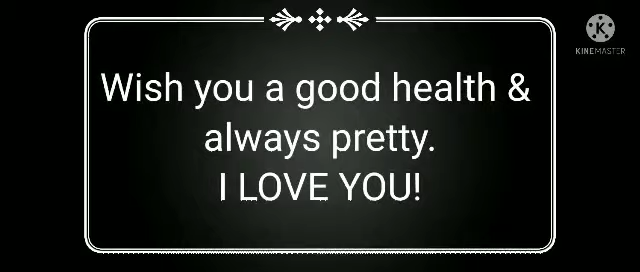 KINEMASTER
Wish you a good health &
always pretty.
I LOVE YOU!